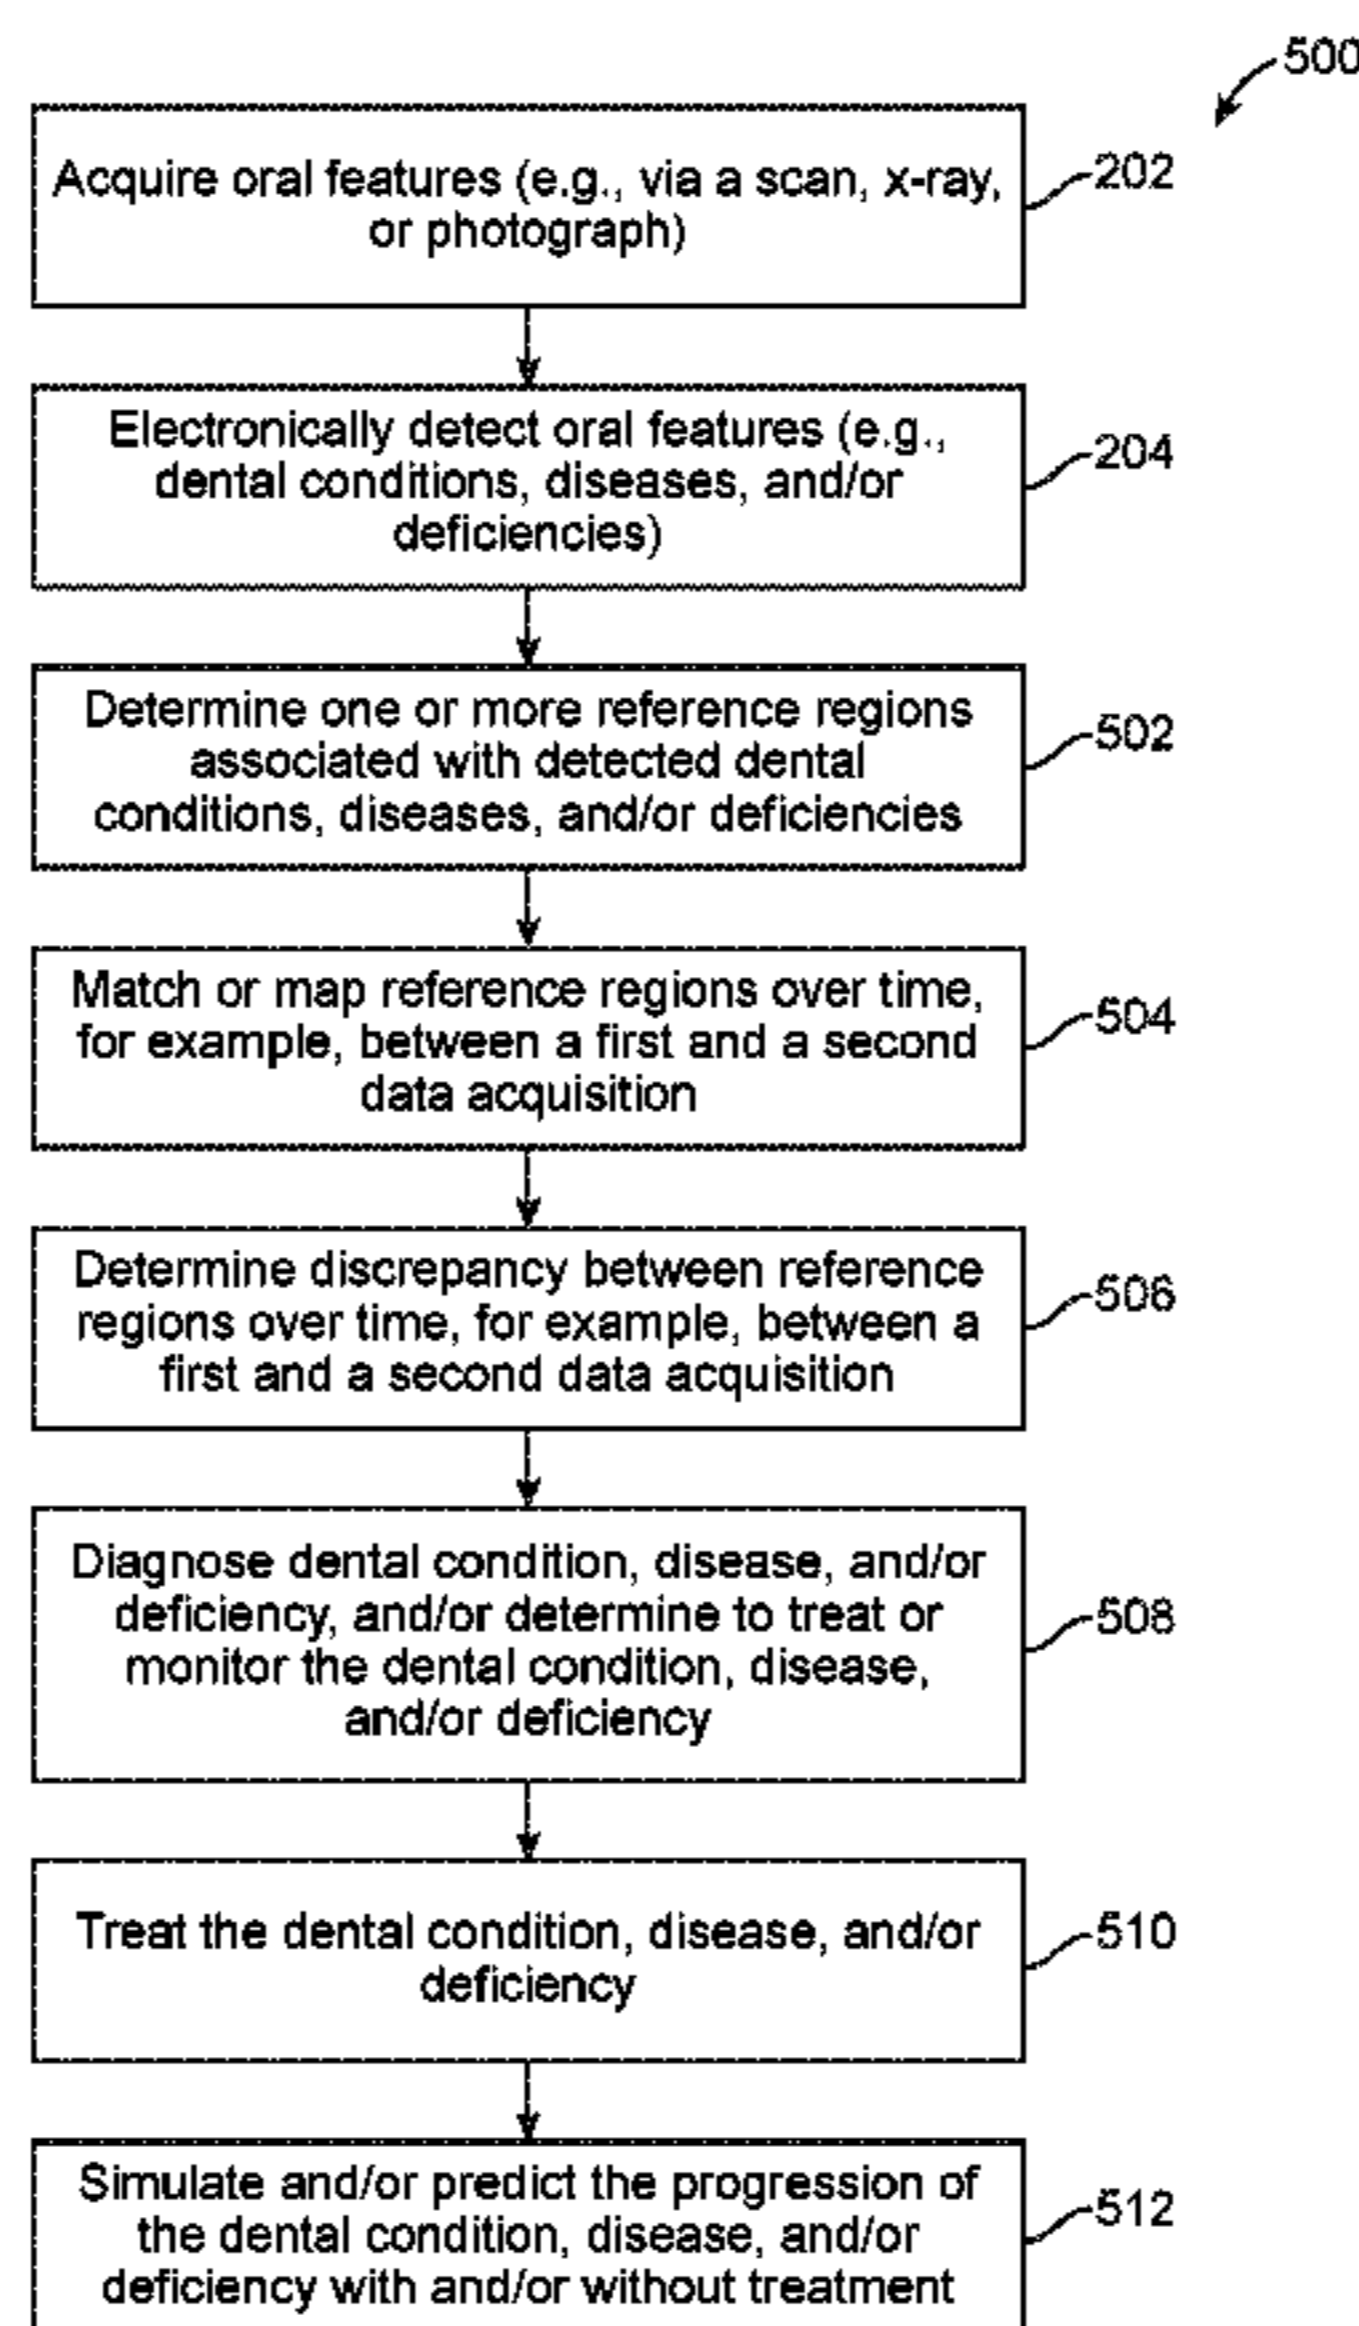 500
Acquire oral features (e.g., via a scan, x-ray,
or photograph)
202
Electronically detect oral features (e.g.,
dental conditions, diseases, and/or
deficiencies)
204
Determine one or more reference regions
associated with detected dental
conditions, diseases, and/or deficiencies
502
Match or map reference regions over time,
for example, between a first and a second
data acquisition
504
Determine discrepancy between reference
regions over time, for example, between a
first and a second data acquisition
506
Diagnose dental condition, disease, and/or
deficiency, and/or determine to treat or
monitor the dental condition, disease,
and/or deficiency
508
Treat the dental condition, disease, and/or
deficiency
510
Simulate and/or predict the progression of
the dental condition, disease, and/or
deficiency with and/or without treatment
512